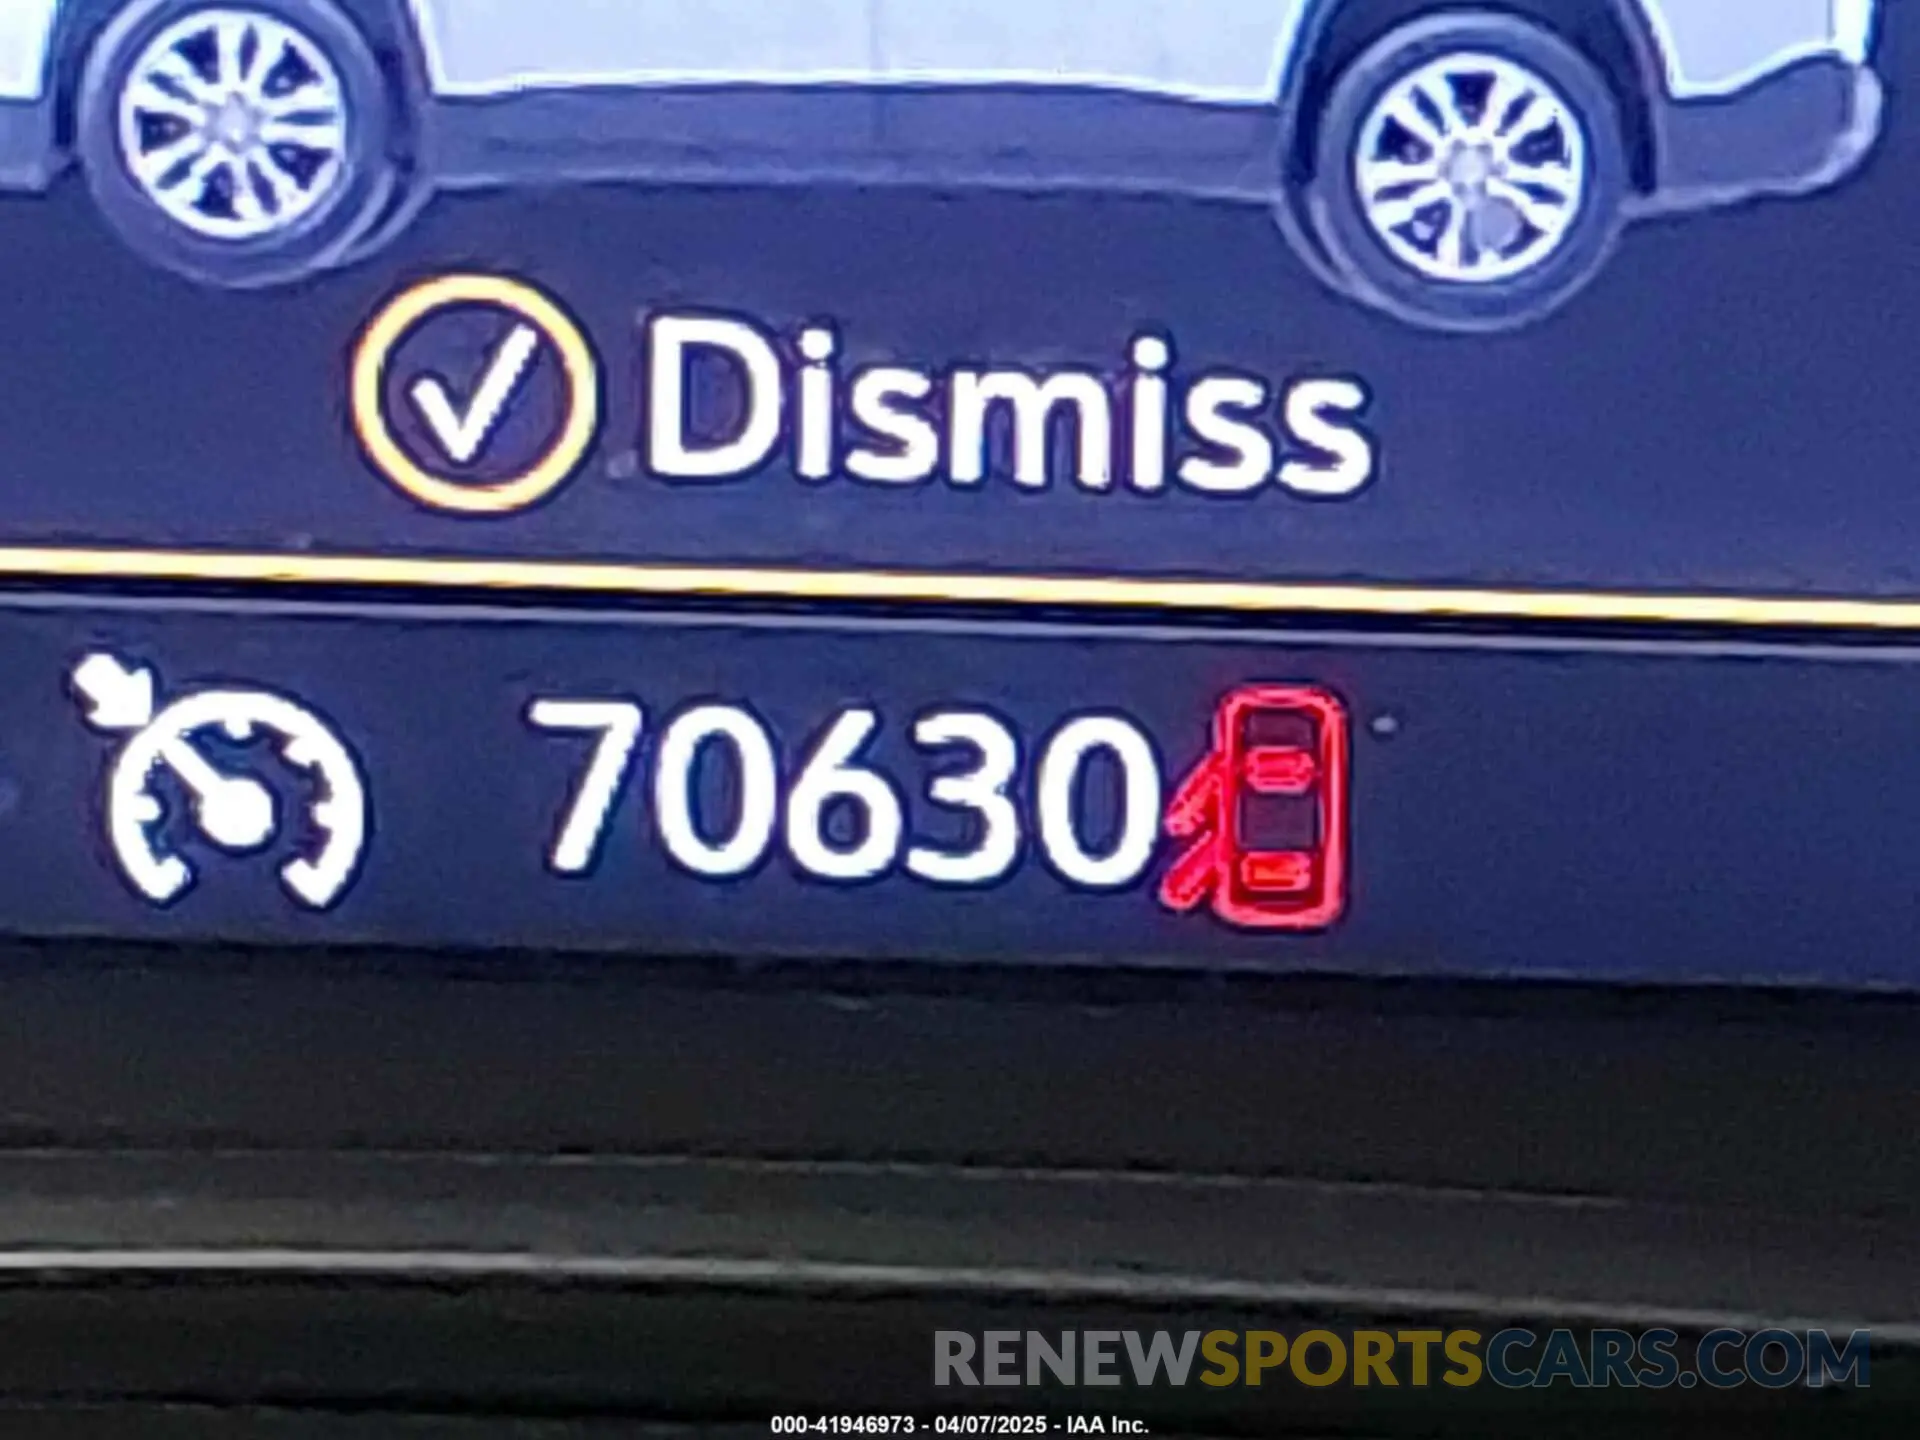 Dismiss
70630
RENEWSPORTSCARS.COM
000-41946973 - 04/07/2025 - IAA Inc.